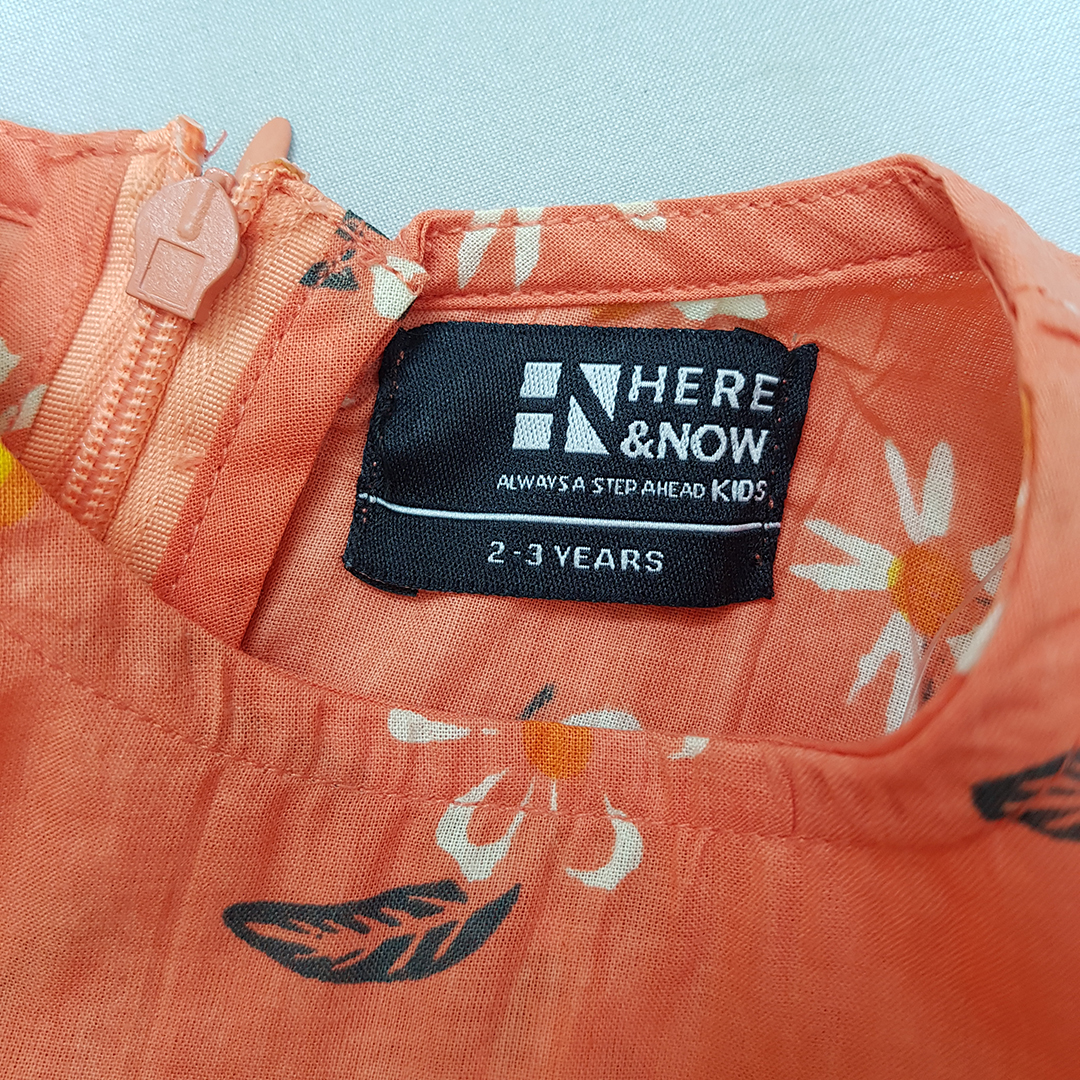 HERE
&NOW
ALWAYS A STEP AHEAD KIDS
2-3 YEARS